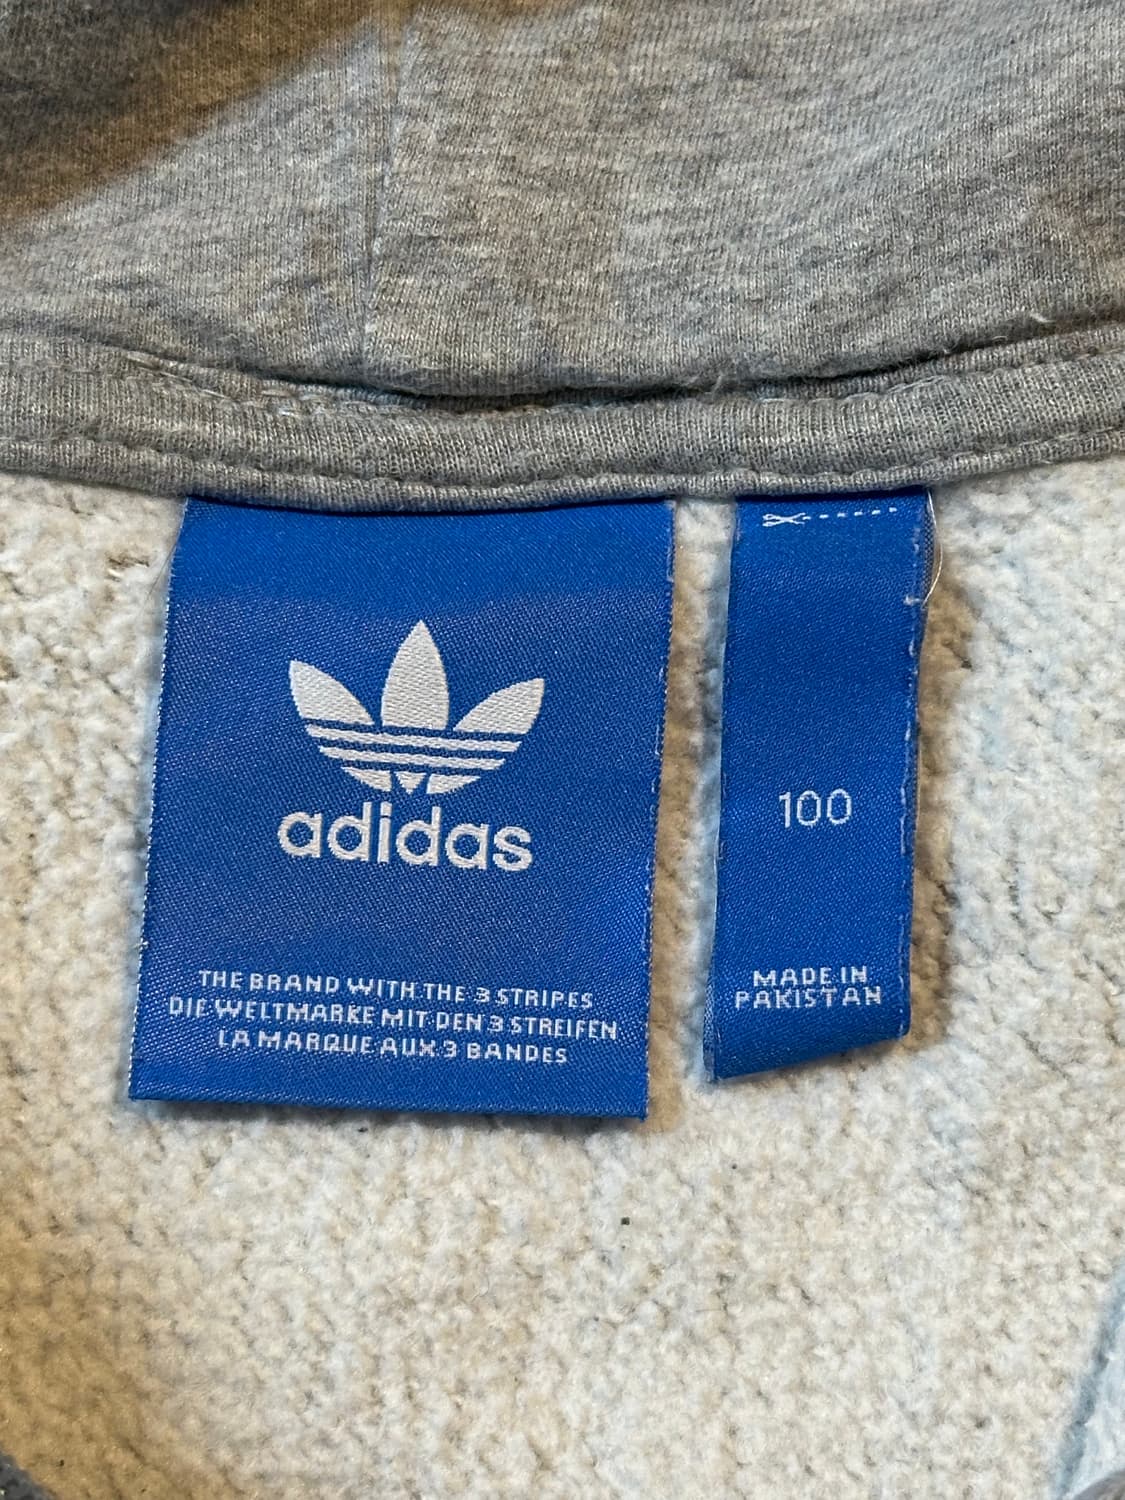 adidas
THE BRAND WITH THE 3 STRIPES
DIE WELTMARKE MIT DEN 3 STREIFEN
LA MARQUE AUX 3 BANDES
100
MADE IN
PAKISTAN